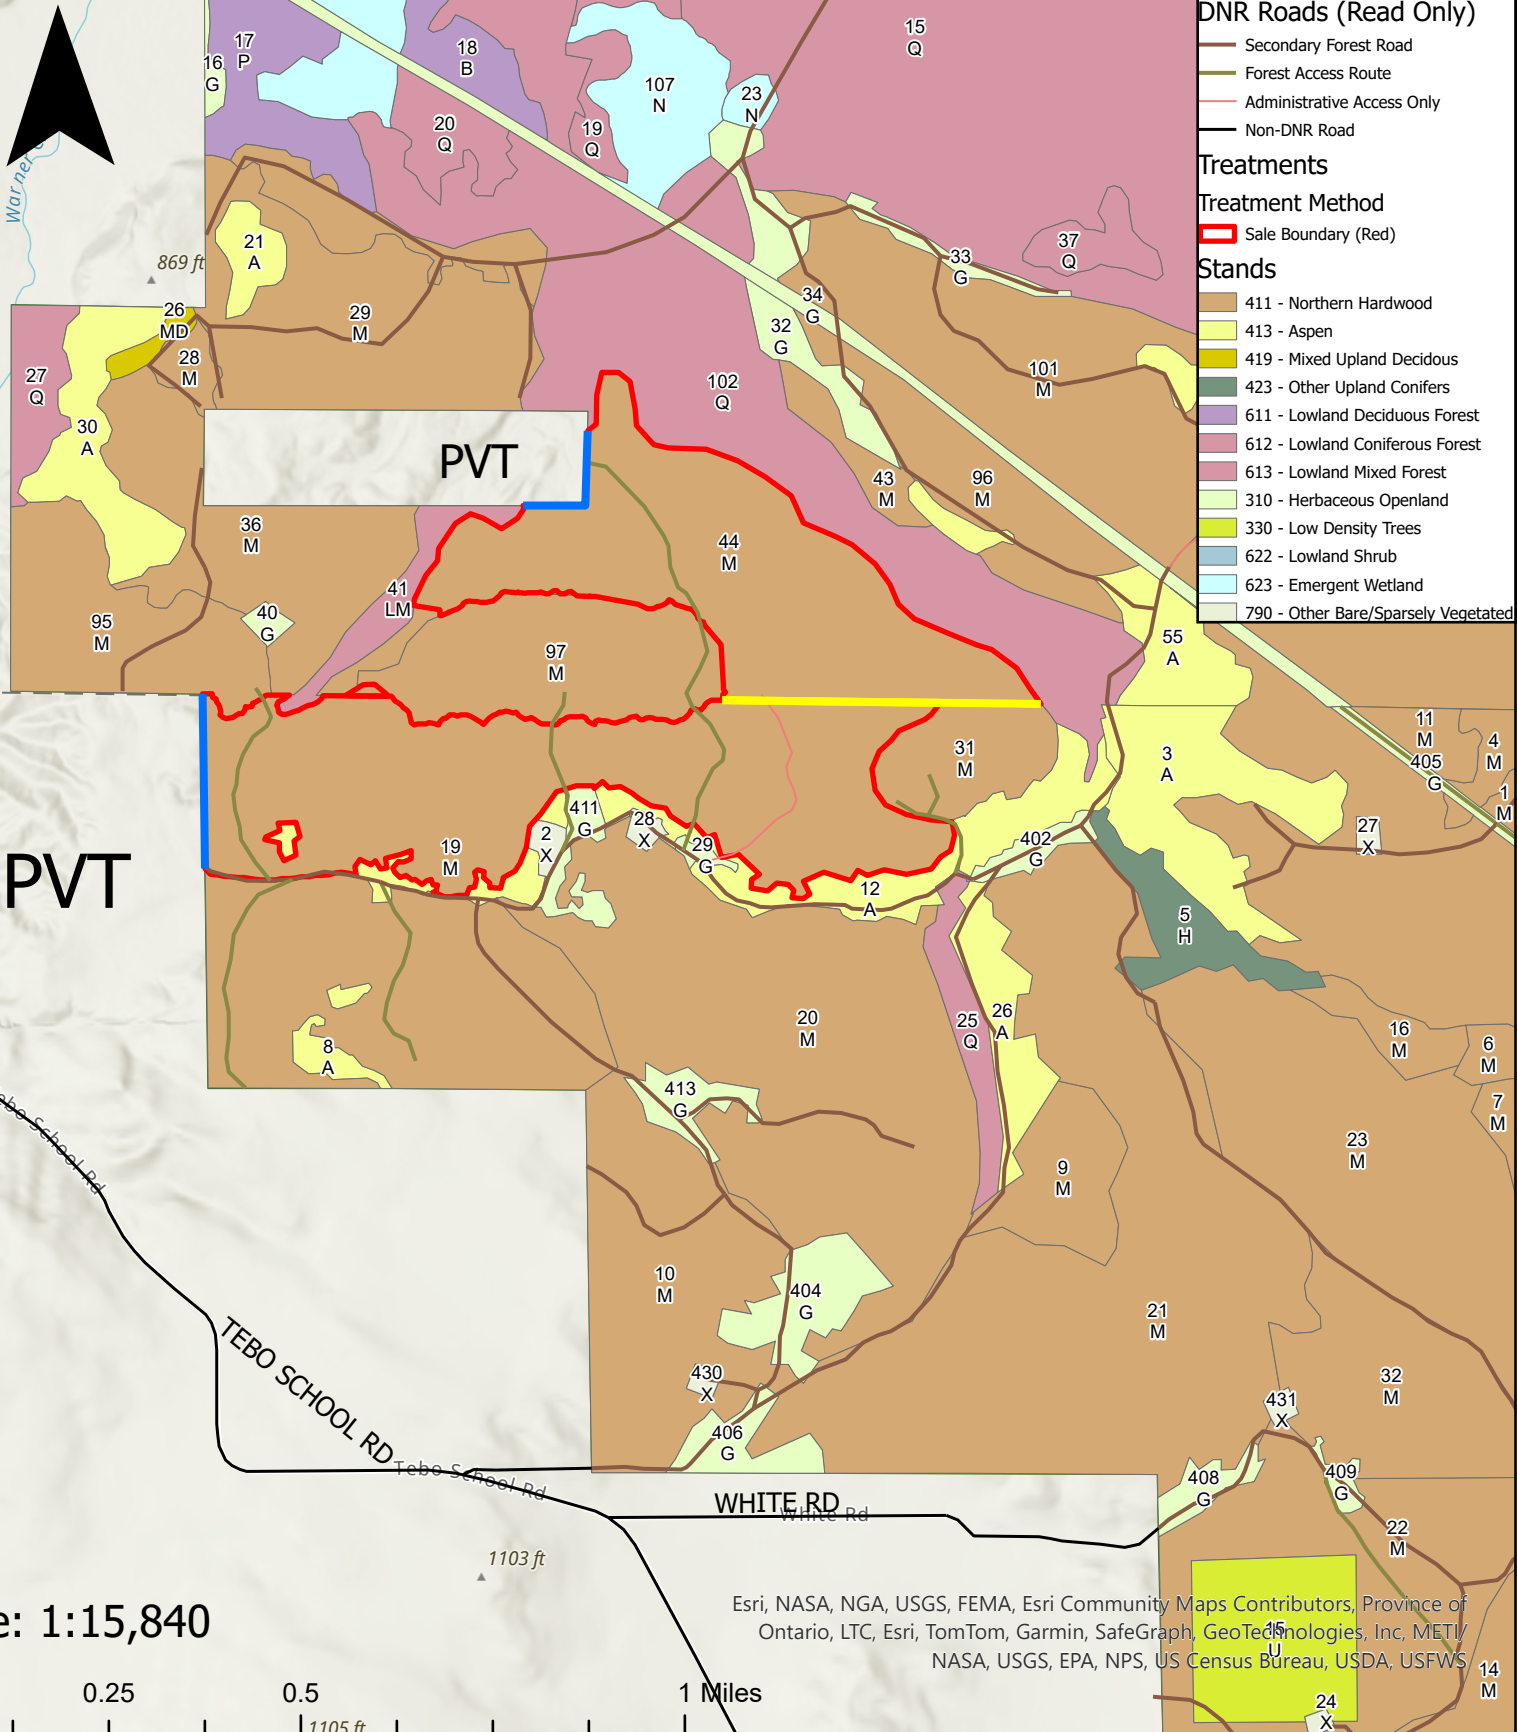 DNR Roads (Read Only)
Secondary Forest Road
Forest Access Route
Administrative Access Only
Non-DNR Road
Treatments
Treatment Method
Sale Boundary (Red)
Stands
411 - Northern Hardwood
413 - Aspen
419 - Mixed Upland Decidous
423 - Other Upland Conifers
611 - Lowland Deciduous Forest
612 - Lowland Coniferous Forest
613 - Lowland Mixed Forest
310 - Herbaceous Openland
330 - Low Density Trees
622 - Lowland Shrub
623 - Emergent Wetland
790 - Other Bare/Sparsely Vegetated
17
P
16
G
18
B
15
Q
107
N
23
N
20
Q
19
Q
Warner
869 ft
21
A
37
Q
33
G
26
MD
29
M
34
G
32
G
28
M
27
Q
102
Q
101
M
30
A
PVT
43
M
96
M
36
M
44
M
41
LM
40
G
95
M
97
M
55
A
31
M
3
A
11
M
4
M
405
G
1
M
411
G
2
X
28
X
29
G
402
G
27
X
19
M
12
A
PVT
5
H
20
M
25
Q
26
A
16
M
6
M
8
A
413
G
7
M
23
M
9
M
Tebo School Rd
10
M
404
G
21
M
TEBO SCHOOL RD
430
X
32
M
431
X
406
G
Tebo School Rd
408
G
409
G
WHITE RD
White Rd
22
M
1103 ft
15
U
14
M
24
X
Esri, NASA, NGA, USGS, FEMA, Esri Community Maps Contributors, Province of
Ontario, LTC, Esri, TomTom, Garmin, SafeGraph, GeoTechnologies, Inc, METI/
NASA, USGS, EPA, NPS, US Census Bureau, USDA, USFWS
e: 1:15,840
0.25 0.5 1 Miles
1105 ft